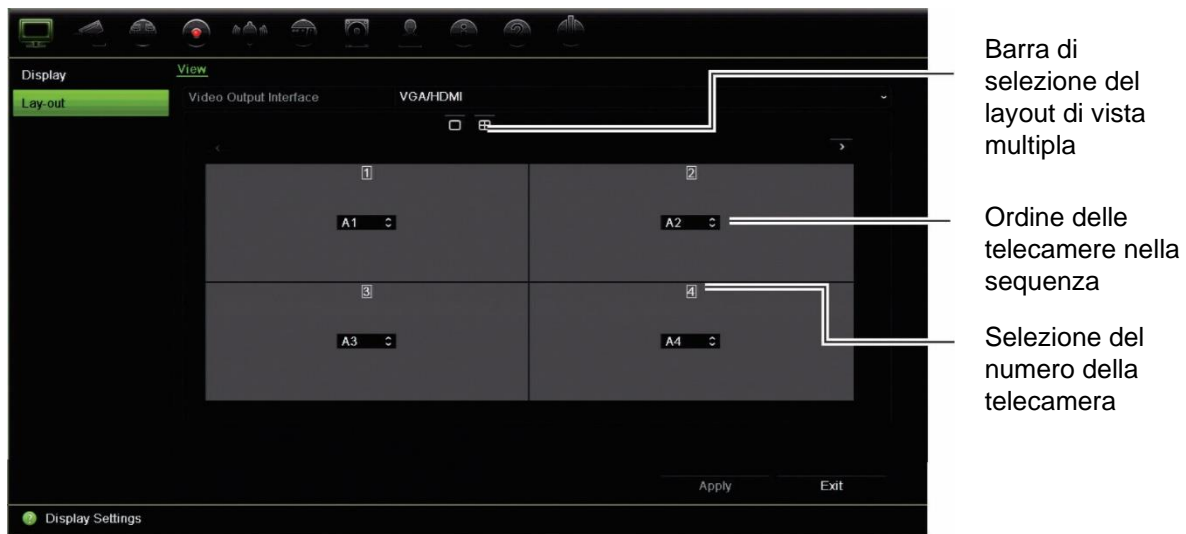 Display
View
Lay-out
Video Output Interface
VGA/HDMI
1
2
A1
A2
3
4
A3
A4
Apply
Exit
Display Settings
Barra di
selezione del
layout di vista
multipla
Ordine delle
telecamere nella
sequenza
Selezione del
numero della
telecamera